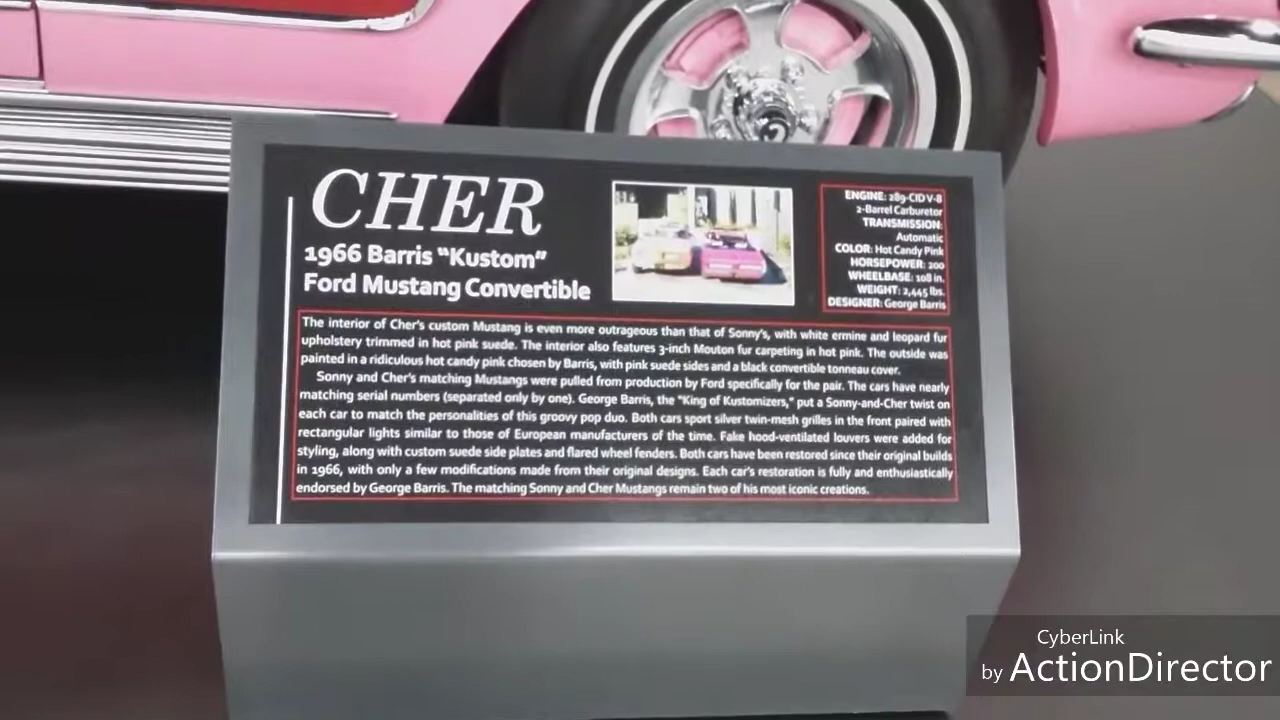 CHER
1966 Barris "Kustom"
Ford Mustang Convertible
ENGINE: 289-CID V-8
2-Barrel Carburetor
TRANSMISSION:
Automatic
COLOR: Hot Candy Pink
HORSEPOWER: 200
WHEELBASE: 108 in.
WEIGHT: 2,445 lbs.
DESIGNER: George Barris
The interior of Cher's custom Mustang is even more outrageous than that of Sonny's, with white ermine and leopard fur
upholstery trimmed in hot pink suede. The interior also features 3-inch Mouton fur carpeting in hot pink. The outside was
painted in a ridiculous hot candy pink chosen by Barris, with pink suede sides and a black convertible tonneau cover.
Sonny and Cher's matching Mustangs were pulled from production by Ford specifically for the pair. The cars have nearly
matching serial numbers (separated only by one). George Barris, the "King of Kustomizers," put a Sonny-and-Cher twist on
each car to match the personalities of this groovy pop duo. Both cars sport silver twin-mesh grilles in the front paired with
rectangular lights similar to those of European manufacturers of the time. Fake hood-ventilated louvers were added for
styling, along with custom suede side plates and flared wheel fenders. Both cars have been restored since their original builds
in 1966, with only a few modifications made from their original designs. Each car's restoration is fully and enthusiastically
endorsed by George Barris. The matching Sonny and Cher Mustangs remain two of his most iconic creations.
CyberLink
by ActionDirector